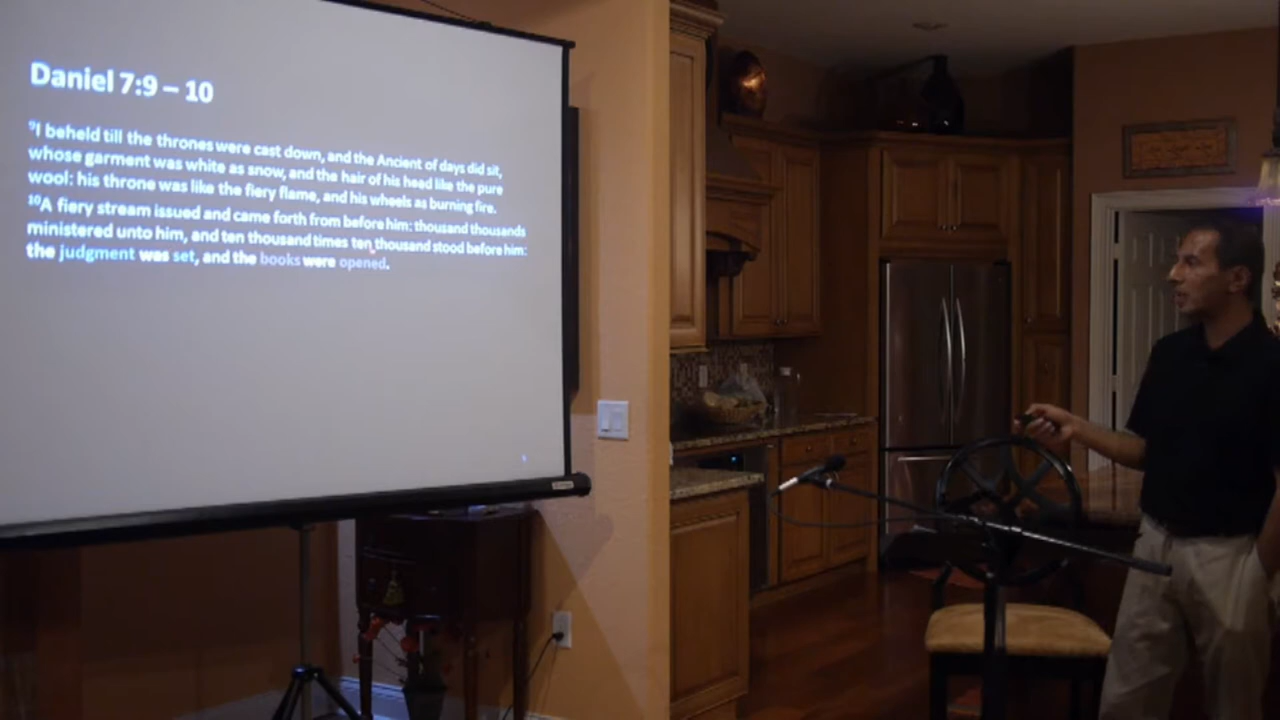 Daniel 7:9 – 10
⁹I beheld till the thrones were cast down, and the Ancient of days did sit,
whose garment was white as snow, and the hair of his head like the pure
wool: his throne was like the fiery flame, and his wheels as burning fire.
¹⁰A fiery stream issued and came forth from before him: thousand thousands
ministered unto him, and ten thousand times ten thousand stood before him:
the judgment was set, and the books were opened.